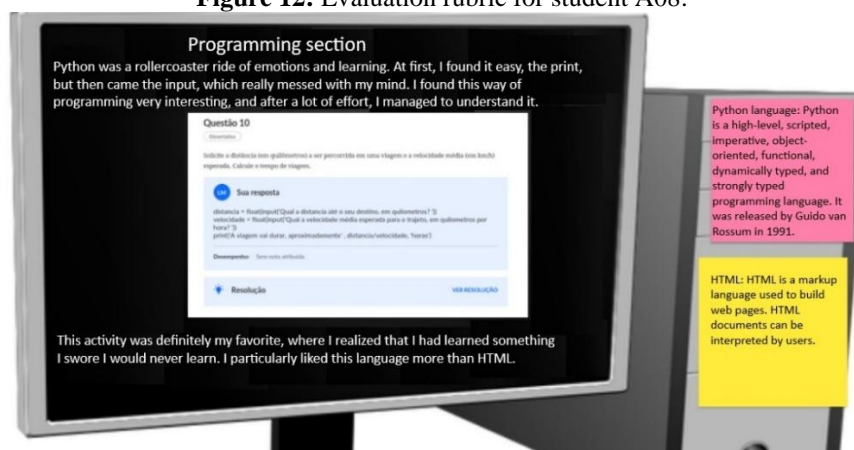 Figure 12: Evaluation rubric for student A08.
Programming section
Python was a rollercoaster ride of emotions and learning. At first, I found it easy, the print,
but then came the input, which really messed with my mind. I found this way of
programming very interesting, and after a lot of effort, I managed to understand it.
Questão 10
Dissertativa
Solicite a distância (em quilômetros) a ser percorrida em uma viagem e a velocidade média (em km/h)
esperada. Calcule o tempo de viagem.
Sua resposta
distancia = float(input('Qual a distancia até o seu destino, em quilometros? '))
velocidade = float(input('Qual a velocidade média esperada para o trajeto, em quilometros por
hora? '))
print('A viagem vai durar, aproximadamente' , distancia/velocidade, 'horas')
Desempenho: Sem nota atribuída
Resolução
VER RESOLUÇÃO
This activity was definitely my favorite, where I realized that I had learned something
I swore I would never learn. I particularly liked this language more than HTML.
Python language: Python
is a high-level, scripted,
imperative, object-
oriented, functional,
dynamically typed, and
strongly typed
programming language. It
was released by Guido van
Rossum in 1991.
HTML: HTML is a markup
language used to build
web pages. HTML
documents can be
interpreted by users.